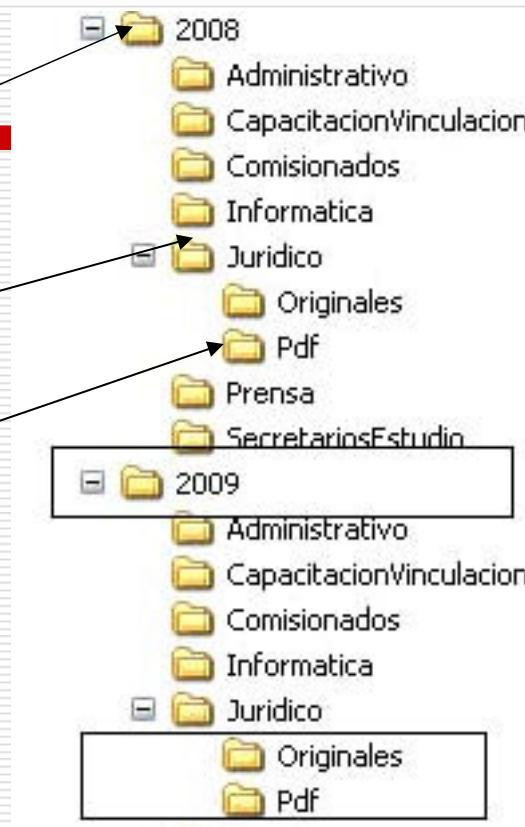 2008
Administrativo
CapacitacionVinculacion
Comisionados
Informatica
Juridico
Originales
Pdf
Prensa
SecretariosEstudio
2009
Administrativo
CapacitacionVinculacion
Comisionados
Informatica
Juridico
Originales
Pdf